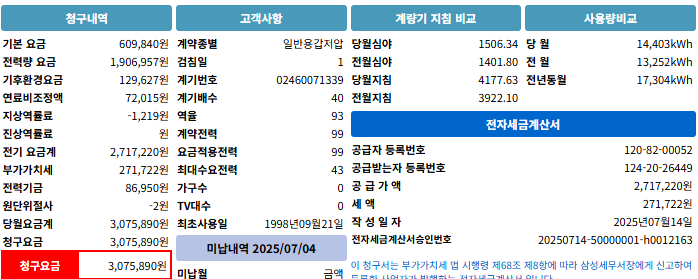 청구내역
기본 요금 609,840원
전력량 요금 1,906,957원
기후환경요금 129,627원
연료비조정액 72,015원
지상역률료 -1,219원
진상역률료 원
전기 요금계 2,717,220원
부가가치세 271,722원
전력기금 86,950원
원단위절사 -2원
당월요금계 3,075,890원
청구요금 3,075,890원
청구요금 3,075,890원
고객사항
계약종별 일반용갑저압
검침일 1
계기번호 02460071339
계기배수 40
역율 93
계약전력 99
요금적용전력 99
최대수요전력 43
가구수 0
TV대수 0
최초사용일 1998년09월21일
미납내역 2025/07/04
미납월 금액
계량기 지침 비교
당월심야 1506.34
전월심야 1401.80
당월지침 4177.63
전월지침 3922.10
사용량비교
당 월 14,403kWh
전 월 13,252kWh
전년동월 17,304kWh
전자세금계산서
공급자 등록번호 120-82-00052
공급받는자 등록번호 124-20-26449
공 급 가 액 2,717,220원
세 액 271,722원
작 성 일 자 2025년07월14일
전자세금계산서승인번호 20250714-50000001-h0012163
이 청구서는 부가가치세 법 시행령 제68조 제8항에 따라 삼성세무서장에게 신고하여